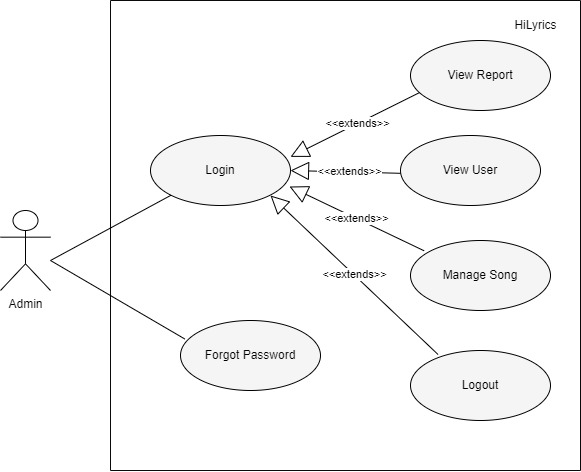 HiLyrics
View Report
<<extends>>
Login
<<extends>>
View User
<<extends>>
Manage Song
<<extends>>
Admin
Forgot Password
Logout